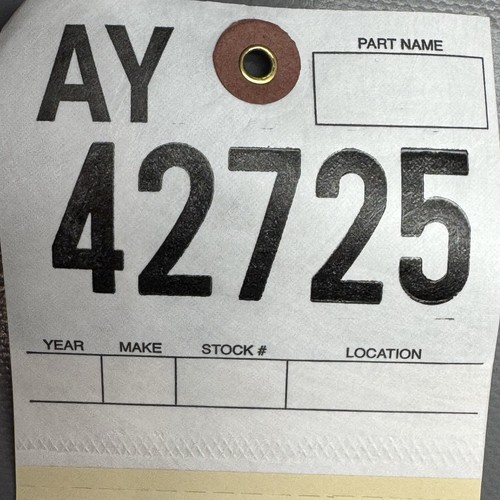 AY
PART NAME
42725
YEAR MAKE STOCK # LOCATION